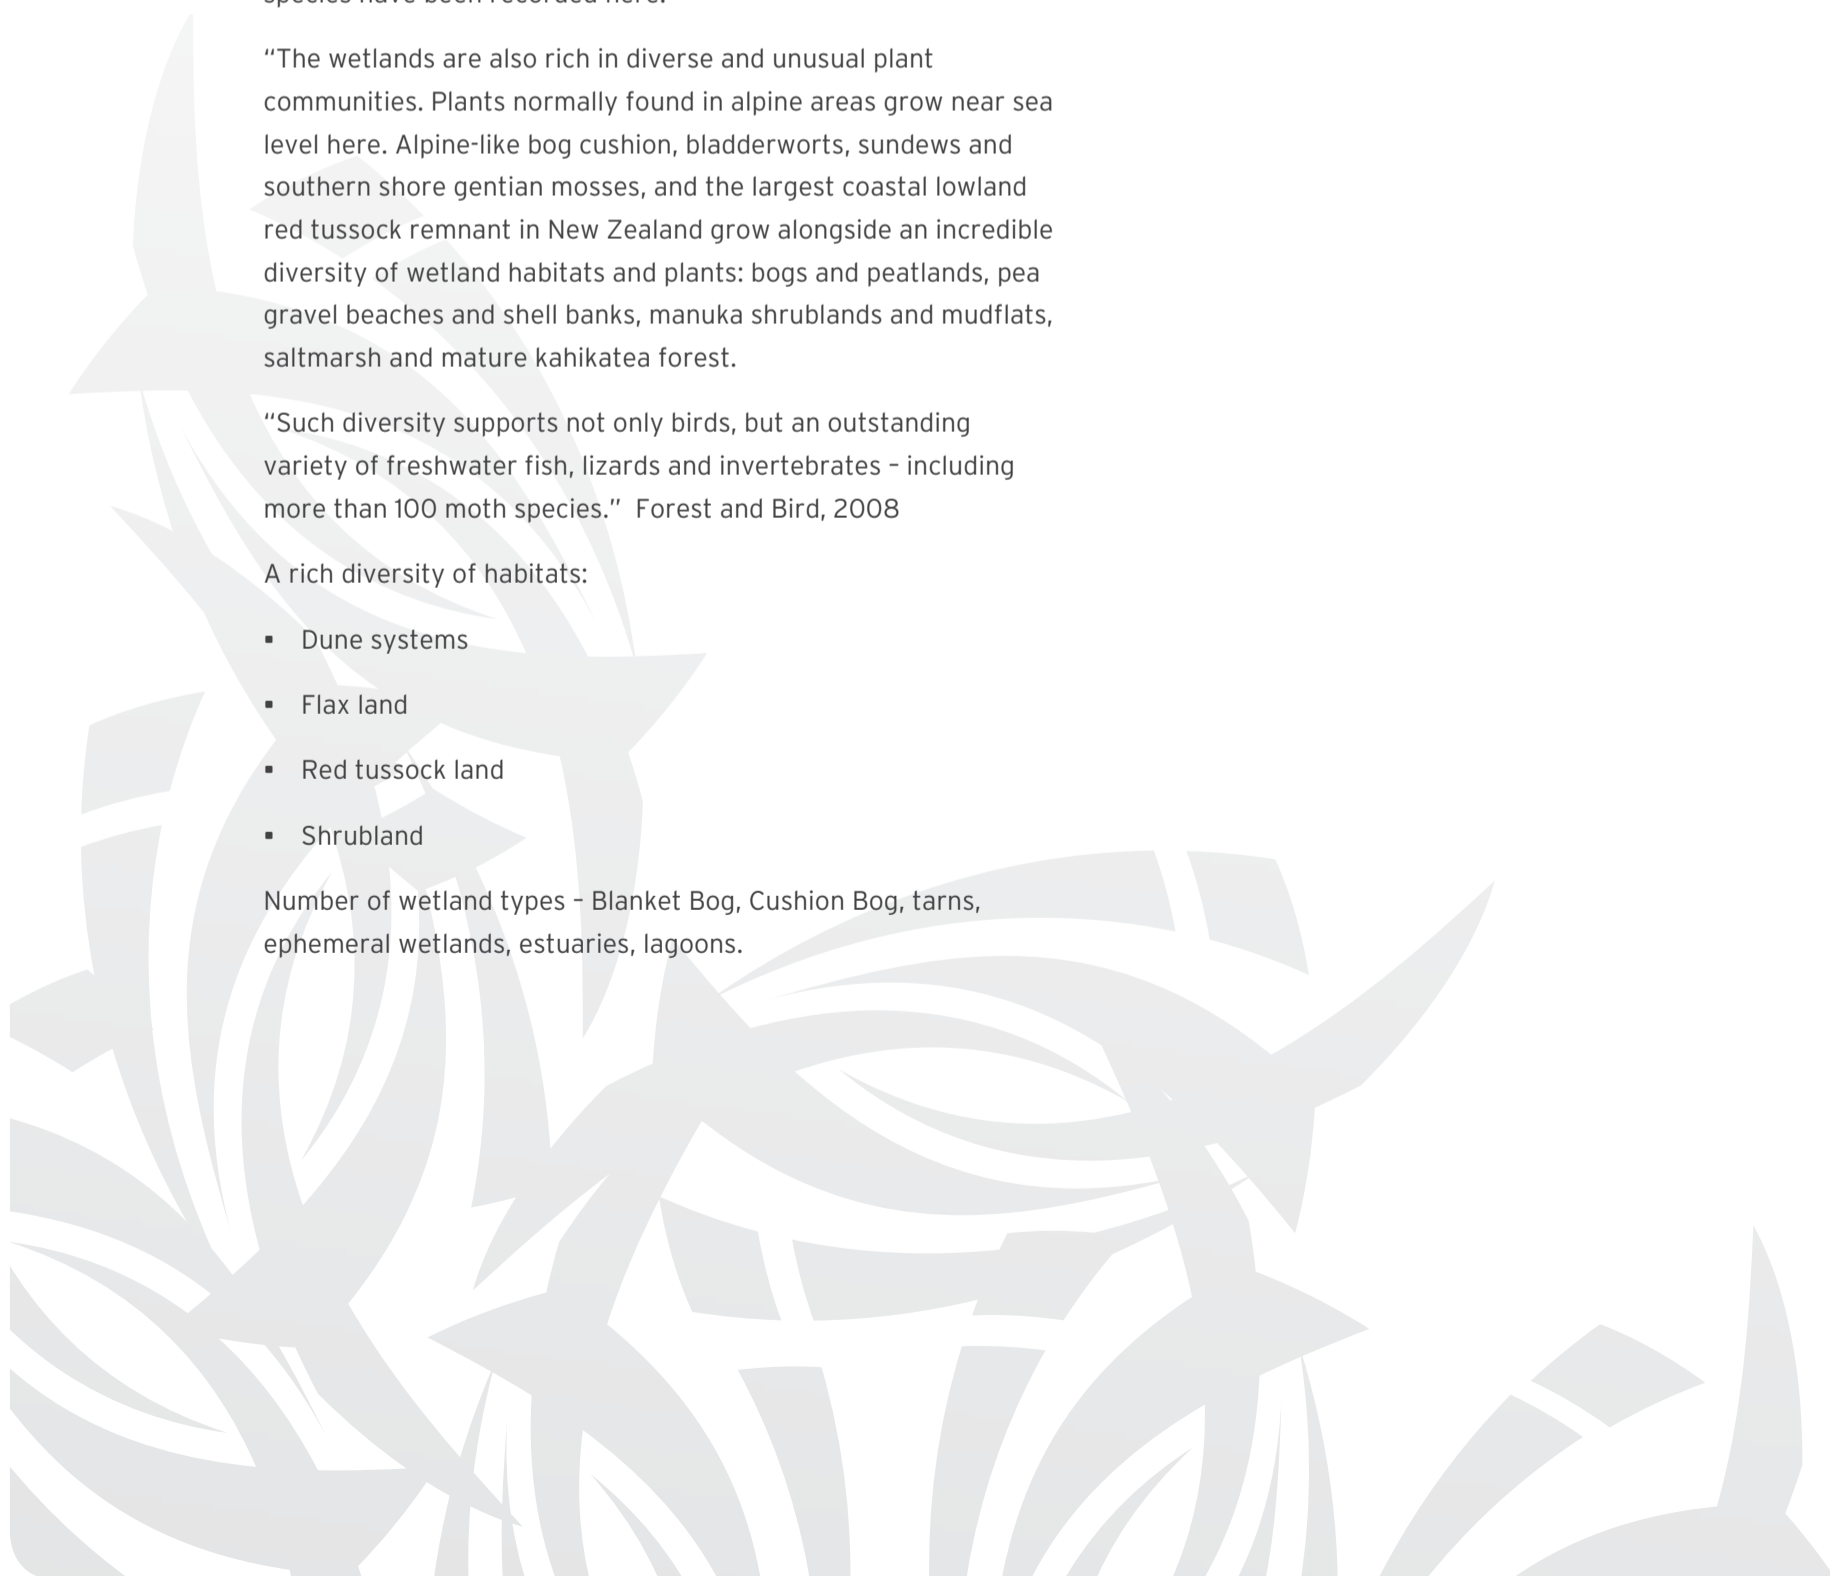 species have been recorded here.
“The wetlands are also rich in diverse and unusual plant
communities. Plants normally found in alpine areas grow near sea
level here. Alpine-like bog cushion, bladderworts, sundews and
southern shore gentian mosses, and the largest coastal lowland
red tussock remnant in New Zealand grow alongside an incredible
diversity of wetland habitats and plants: bogs and peatlands, pea
gravel beaches and shell banks, manuka shrublands and mudflats,
saltmarsh and mature kahikatea forest.
“Such diversity supports not only birds, but an outstanding
variety of freshwater fish, lizards and invertebrates – including
more than 100 moth species.”  Forest and Bird, 2008
A rich diversity of habitats:
▪ Dune systems
▪ Flax land
▪ Red tussock land
▪ Shrubland
Number of wetland types – Blanket Bog, Cushion Bog, tarns,
ephemeral wetlands, estuaries, lagoons.